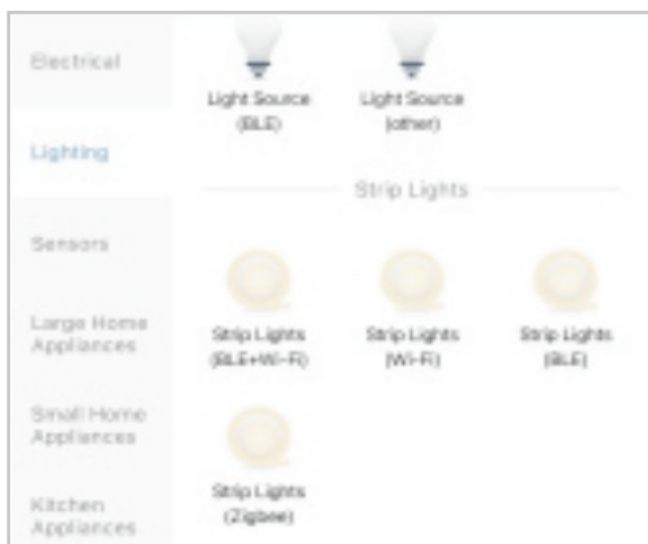 Electrical
Lighting
Sensors
Large Home
Appliances
Small Home
Appliances
Kitchen
Appliances
Light Source
(BLE)
Light Source
(other)
Strip Lights
Strip Lights
(BLE+Wi-Fi)
Strip Lights
(Wi-Fi)
Strip Lights
(BLE)
Strip Lights
(Zigbee)